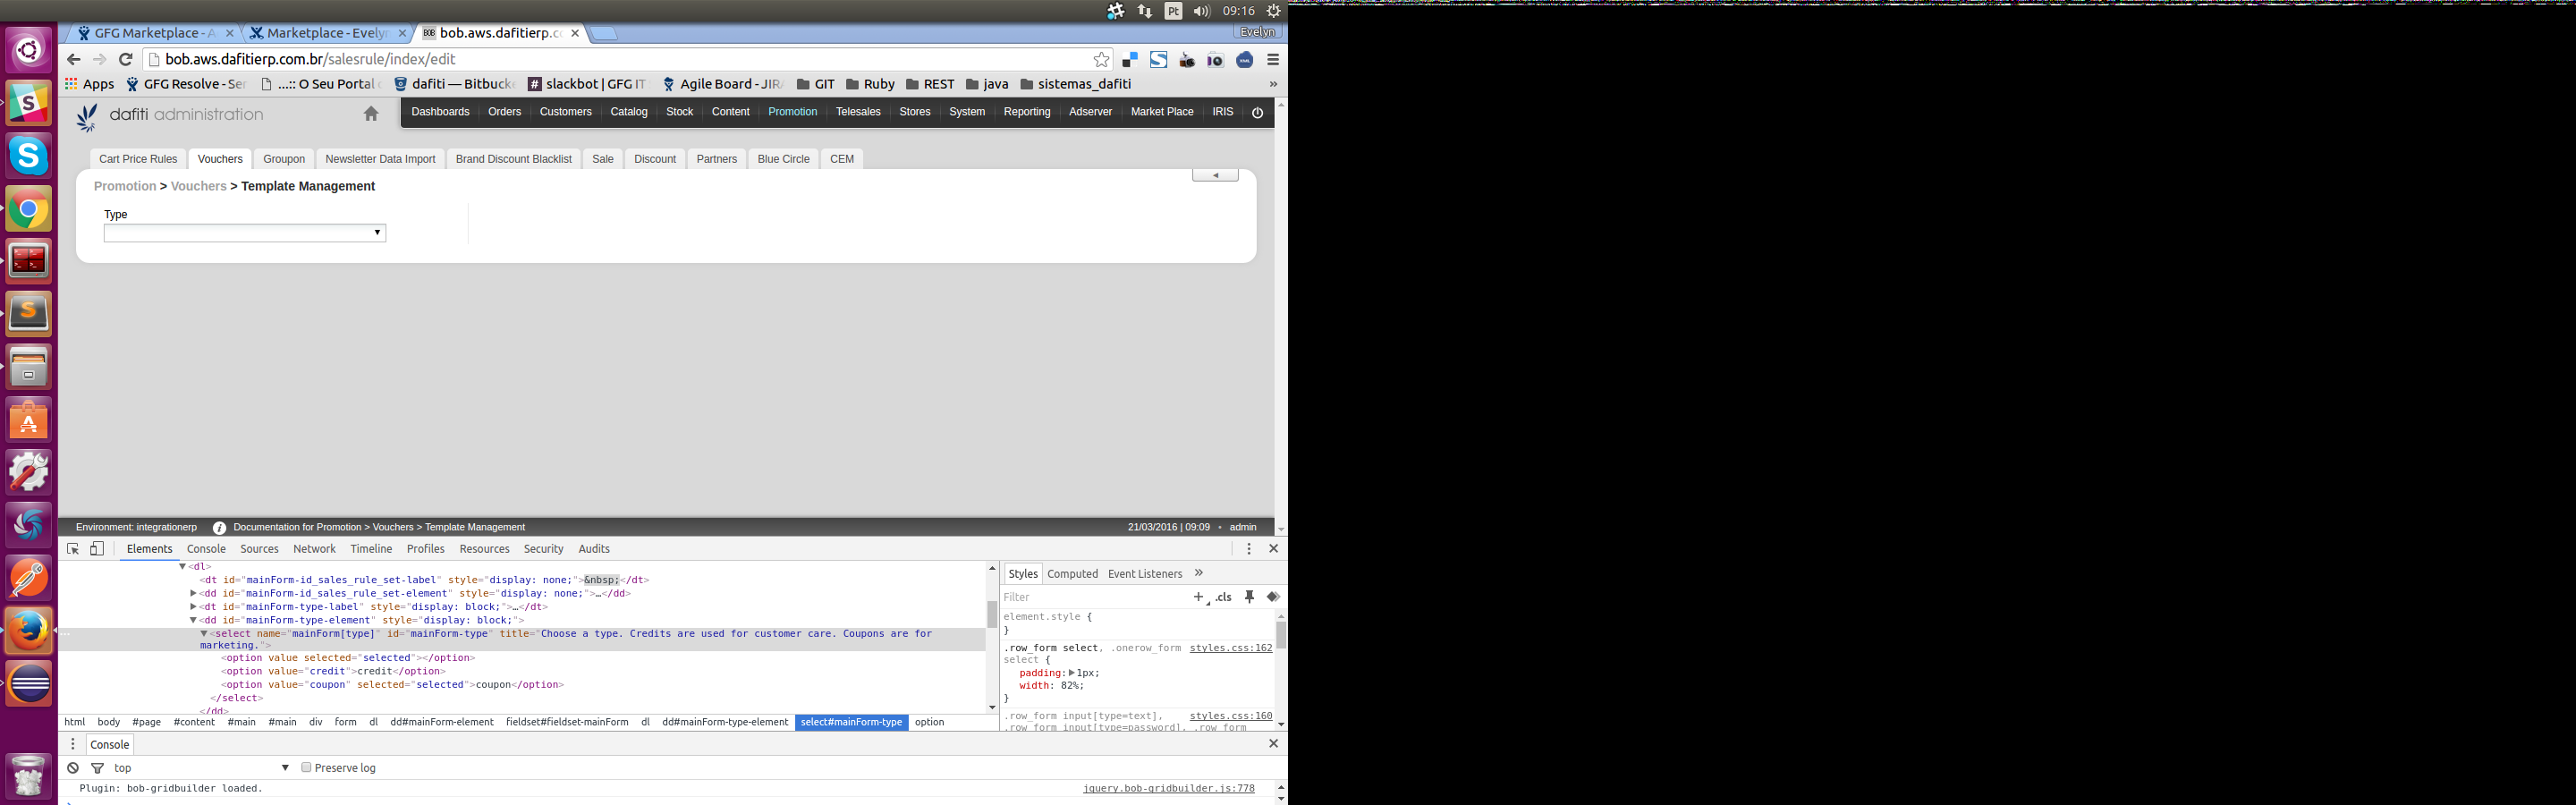 Pt 09:16
GFG Marketplace - A Marketplace - Evelyn bob.aws.dafitierp.co Evelyn
bob.aws.dafitierp.com.br/salesrule/index/edit
Apps GFG Resolve - Ser ...:: O Seu Portal dafiti — Bitbucke slackbot | GFG IT Agile Board - JIRA GIT Ruby REST java sistemas_dafiti »
dafiti administration Dashboards Orders Customers Catalog Stock Content Promotion Telesales Stores System Reporting Adserver Market Place IRIS
Cart Price Rules Vouchers Groupon Newsletter Data Import Brand Discount Blacklist Sale Discount Partners Blue Circle CEM
Promotion > Vouchers > Template Management
Type
Environment: integrationerp i Documentation for Promotion > Vouchers > Template Management 21/03/2016 | 09:09 • admin
Elements Console Sources Network Timeline Profiles Resources Security Audits
▼<dl>
<dt id="mainForm-id_sales_rule_set-label" style="display: none;">&nbsp;</dt>
▶<dd id="mainForm-id_sales_rule_set-element" style="display: none;">…</dd>
▶<dt id="mainForm-type-label" style="display: block;">…</dt>
▼<dd id="mainForm-type-element" style="display: block;">
▼<select name="mainForm[type]" id="mainForm-type" title="Choose a type. Credits are used for customer care. Coupons are for
marketing.">
<option value selected="selected"></option>
<option value="credit">credit</option>
<option value="coupon" selected="selected">coupon</option>
</select>
</dd>
Styles Computed Event Listeners »
Filter + .cls
element.style {
}
.row_form select, .onerow_form styles.css:162
select {
padding:▶1px;
width: 82%;
}
.row_form input[type=text], styles.css:160
.row_form input[type=password], .row_form
html body #page #content #main #main div form dl dd#mainForm-element fieldset#fieldset-mainForm dl dd#mainForm-type-element select#mainForm-type option
Console
top ▼ Preserve log
Plugin: bob-gridbuilder loaded. jquery.bob-gridbuilder.js:778